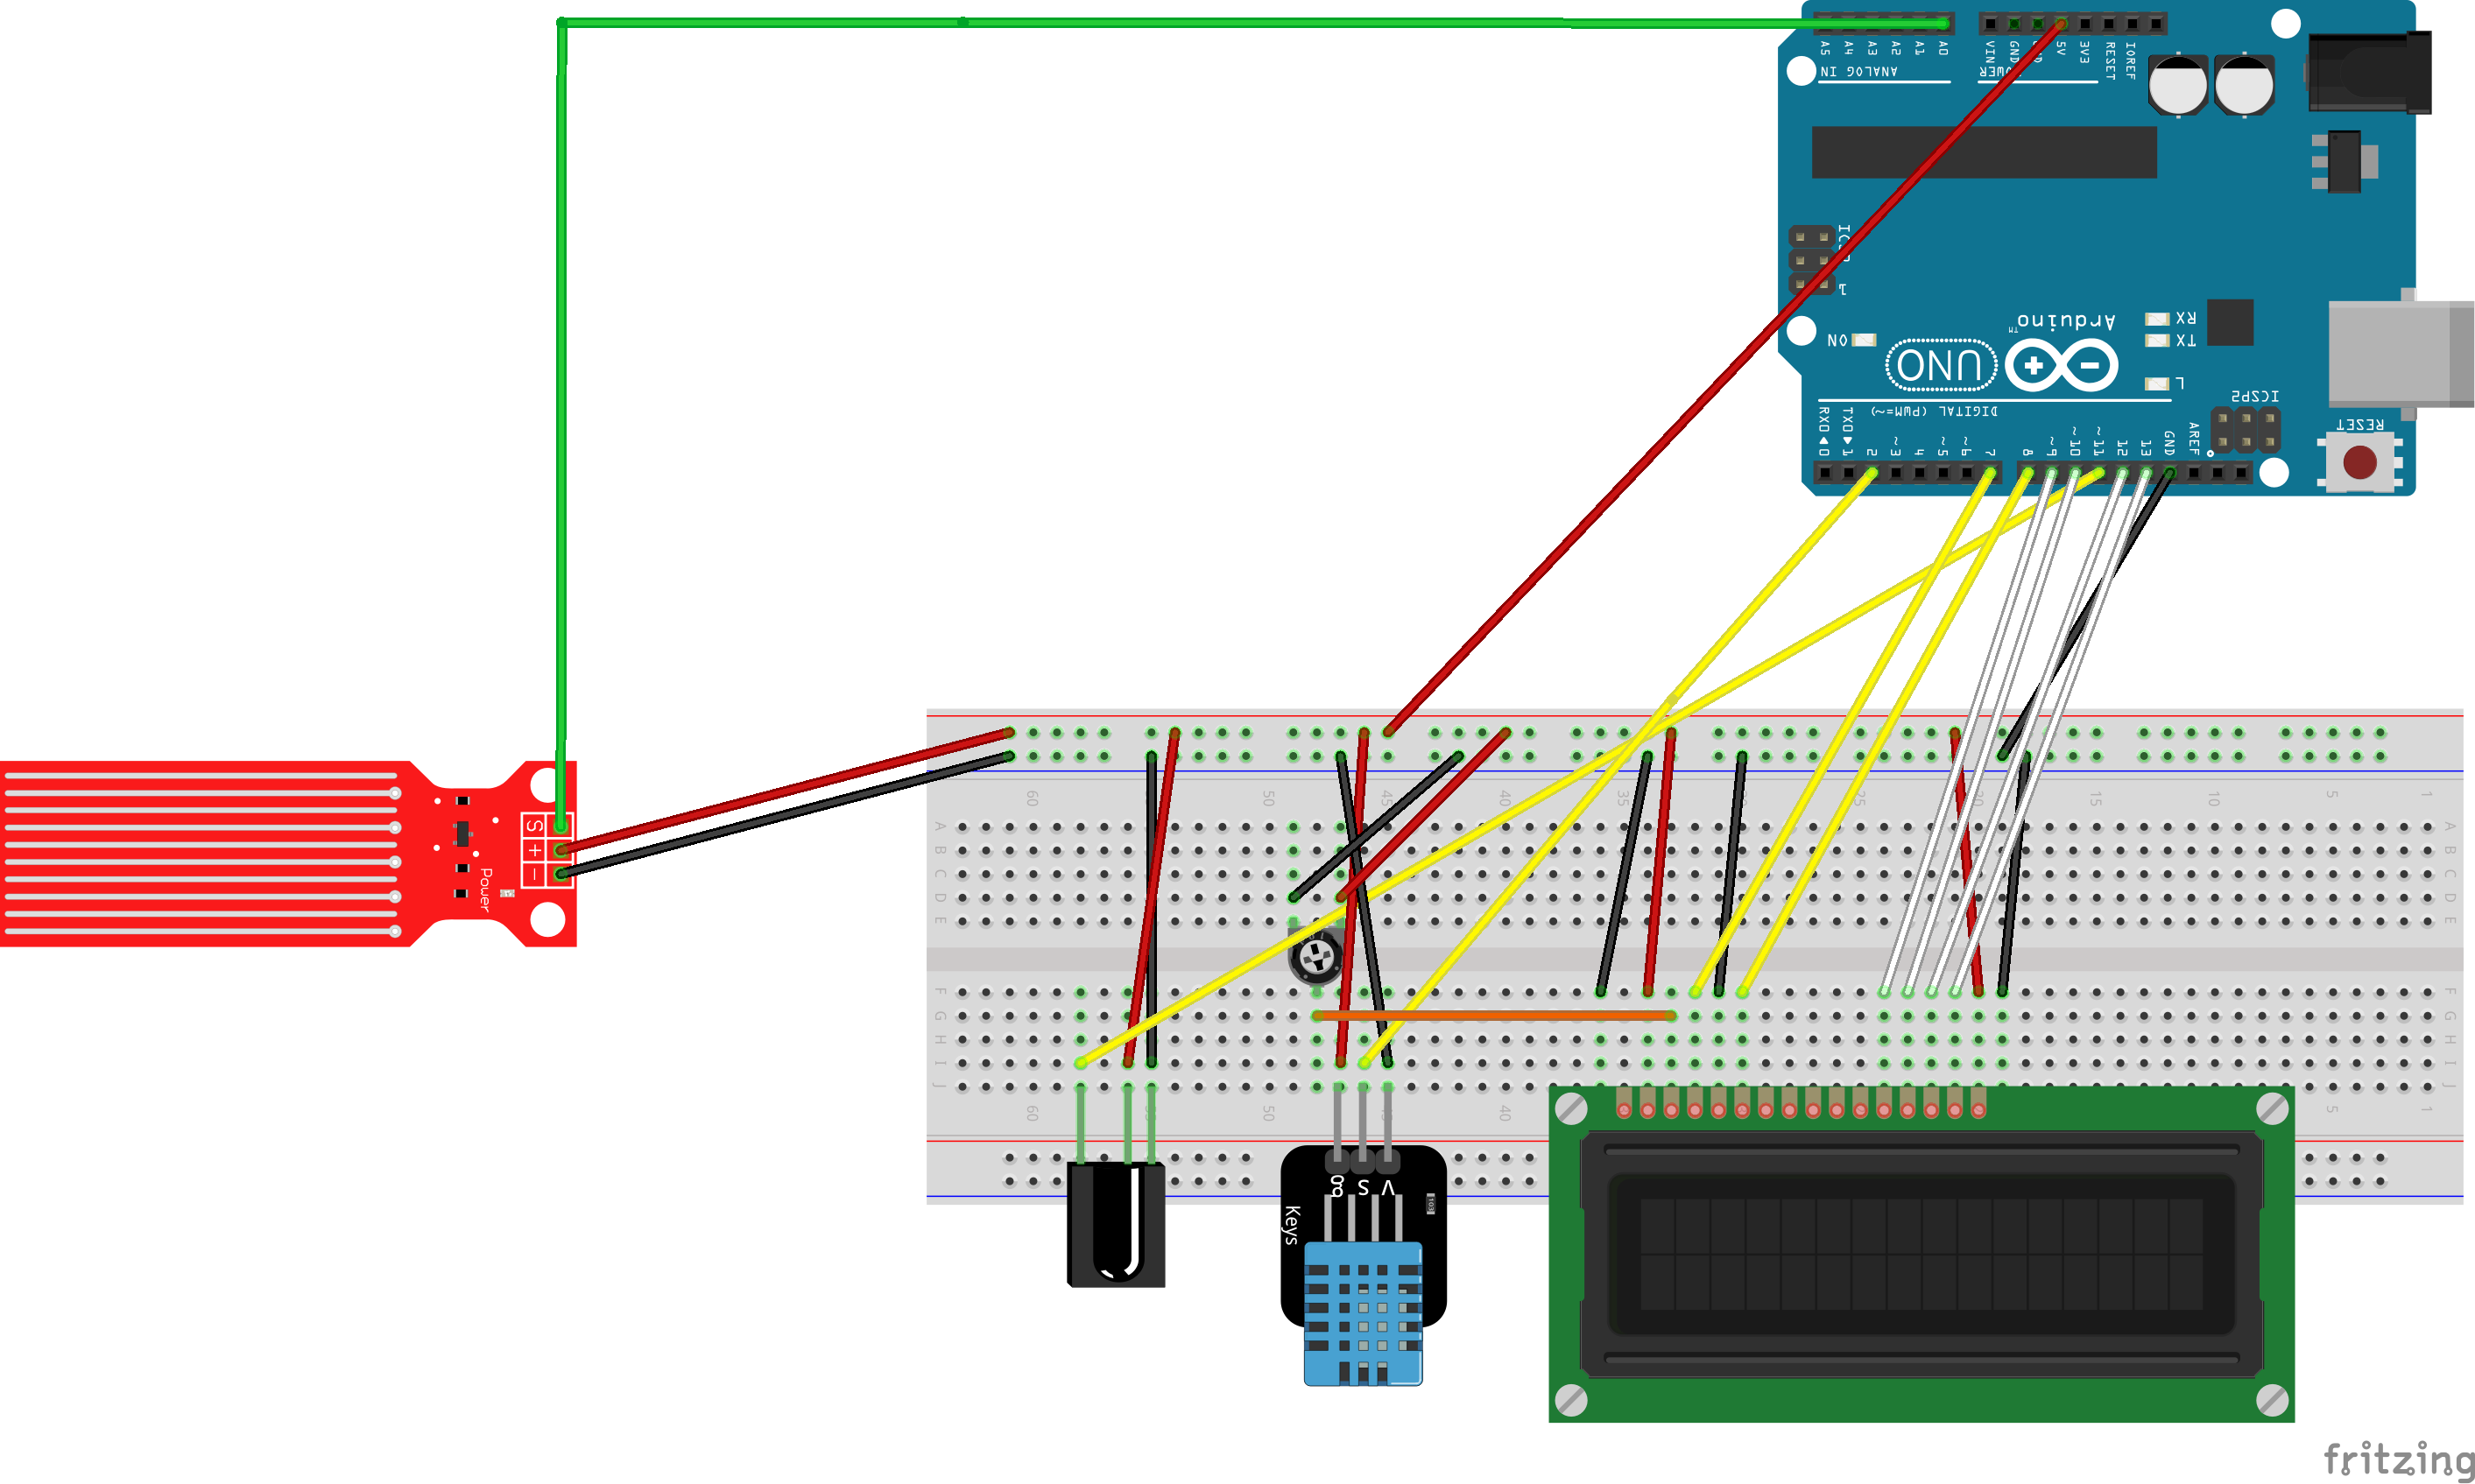 A5 A4 A3 A2 A1 A0
VIN GND 5V 3V3 RESET IOREF
ANALOG IN
POWER
1
Arduino
TM
ON
UNO
RX
TX
L
ICSP2
RESET
DIGITAL (PWM=~)
RX0 TX0
0 1 2 ~3 4 ~5 ~6 7 8 ~9 ~10 ~11 12 13 GND AREF
60 50 45 40 35 25 20 15 10 5 1
A A
B B
C C
D D
E E
S
+
−
Power
F F
G G
H H
I I
J J
60 50 40 5 1
g S V
Keys
103
fritzing